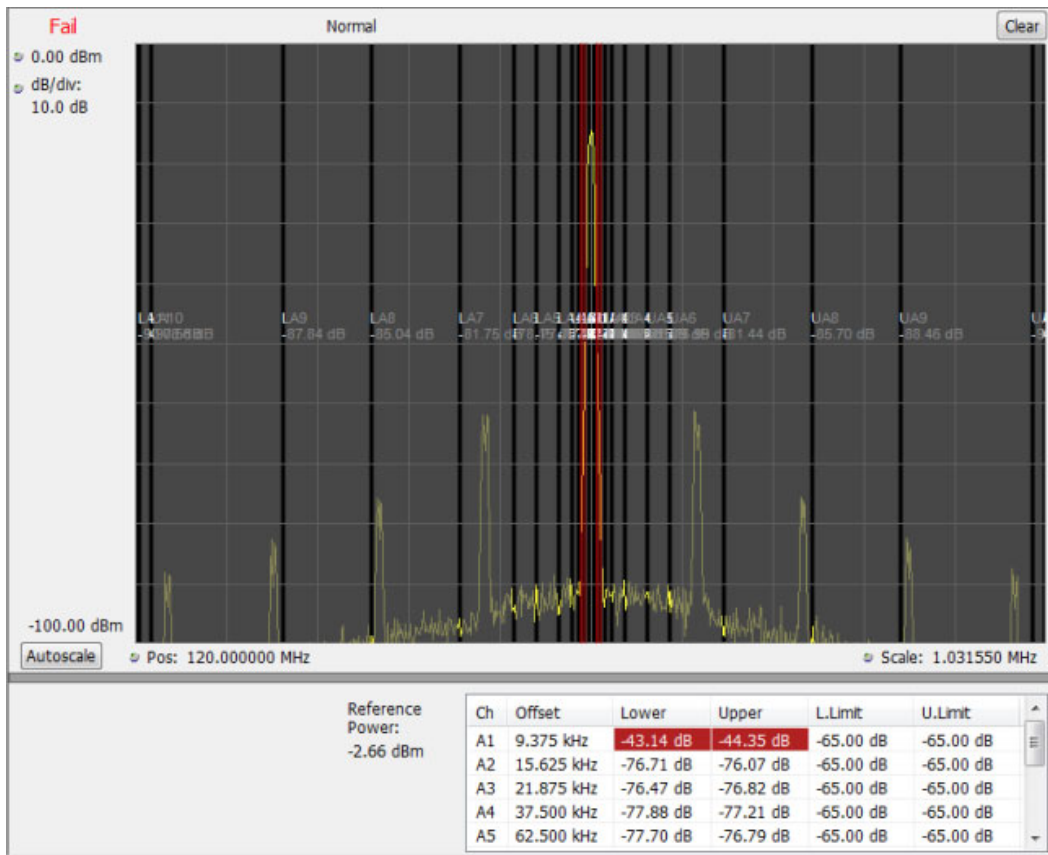 Fail
Normal
Clear
0.00 dBm
dB/div:
10.0 dB
LA10
LA9
LA8
LA7
UA6
UA7
UA8
UA9
-87.84 dB
-85.04 dB
-81.75 dB
-81.44 dB
-85.70 dB
-88.46 dB
-100.00 dBm
Autoscale
Pos: 120.000000 MHz
Scale: 1.031550 MHz
Reference
Power:
-2.66 dBm
Ch Offset Lower Upper L.Limit U.Limit
A1 9.375 kHz -43.14 dB -44.35 dB -65.00 dB -65.00 dB
A2 15.625 kHz -76.71 dB -76.07 dB -65.00 dB -65.00 dB
A3 21.875 kHz -76.47 dB -76.82 dB -65.00 dB -65.00 dB
A4 37.500 kHz -77.88 dB -77.21 dB -65.00 dB -65.00 dB
A5 62.500 kHz -77.70 dB -76.79 dB -65.00 dB -65.00 dB